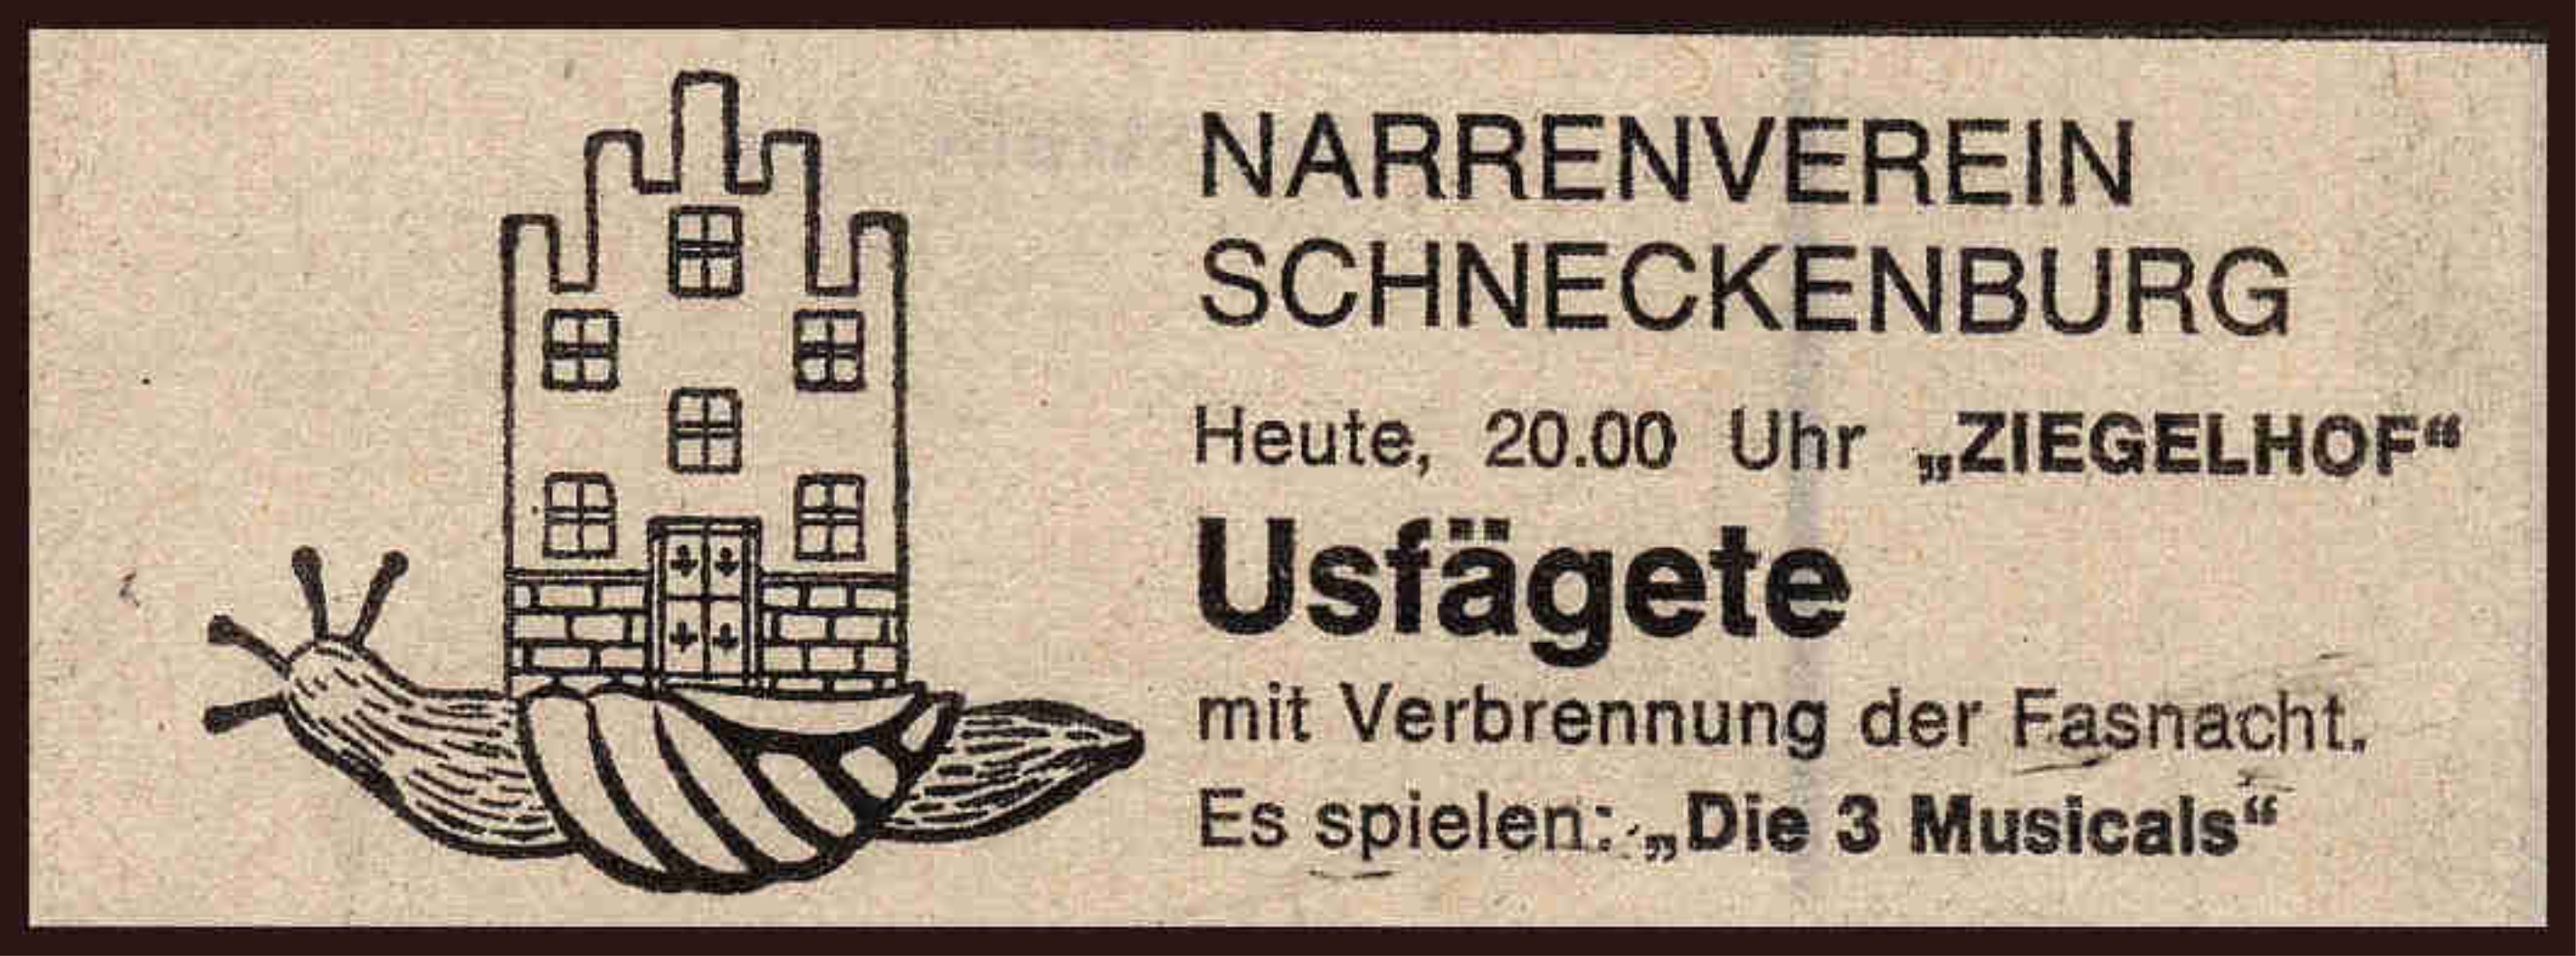 NARRENVEREIN
SCHNECKENBURG
Heute, 20.00 Uhr „ZIEGELHOF“
Usfägete
mit Verbrennung der Fasnacht.
Es spielen: „Die 3 Musicals“